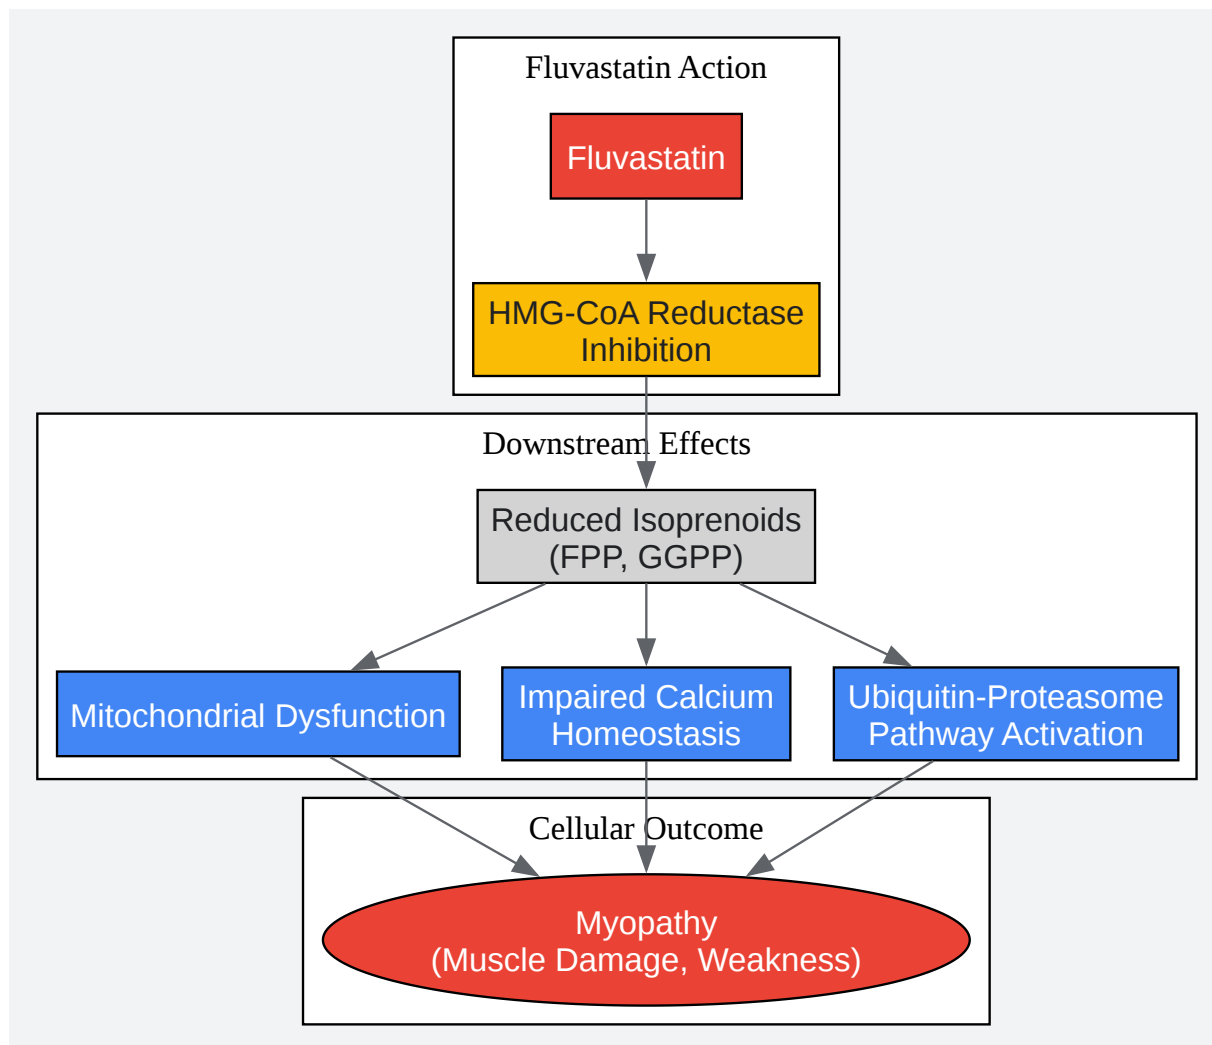 Fluvastatin Action
Fluvastatin
HMG-CoA Reductase
Inhibition
Downstream Effects
Reduced Isoprenoids
(FPP, GGPP)
Mitochondrial Dysfunction
Impaired Calcium
Homeostasis
Ubiquitin-Proteasome
Pathway Activation
Cellular Outcome
Myopathy
(Muscle Damage, Weakness)